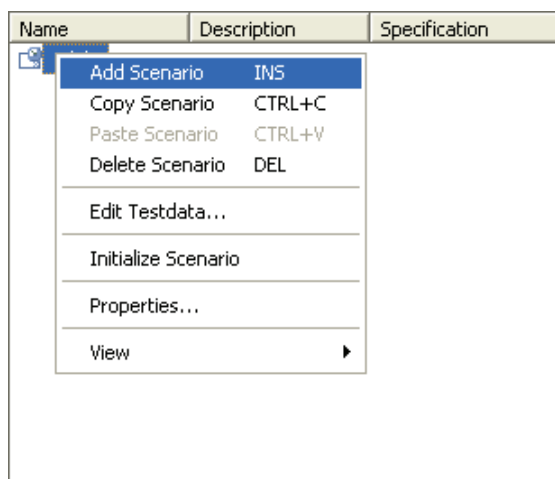 Name Description Specification
Add Scenario INS
Copy Scenario CTRL+C
Paste Scenario CTRL+V
Delete Scenario DEL
Edit Testdata...
Initialize Scenario
Properties...
View